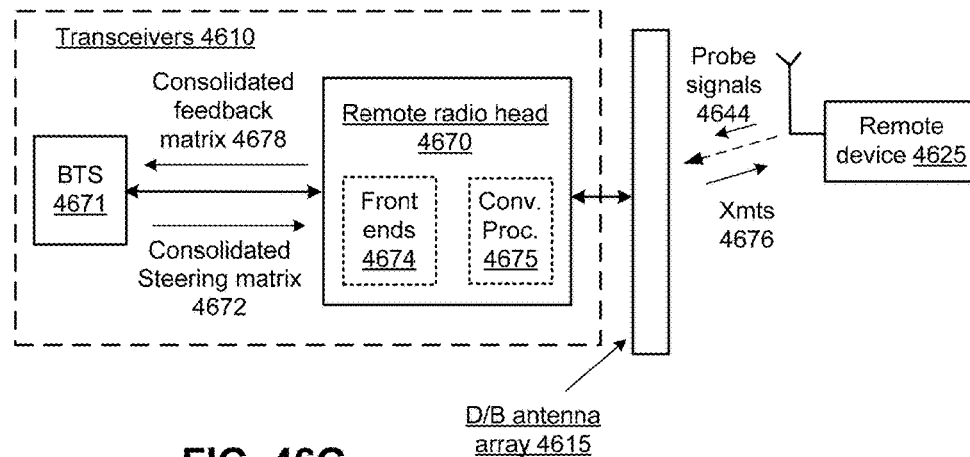 Transceivers 4610
Consolidated
feedback
matrix 4678
BTS
4671
Consolidated
Steering matrix
4672
Remote radio head
4670
Front
ends
4674
Conv.
Proc.
4675
Probe
signals
4644
Remote
device 4625
Xmts
4676
D/B antenna
array 4615